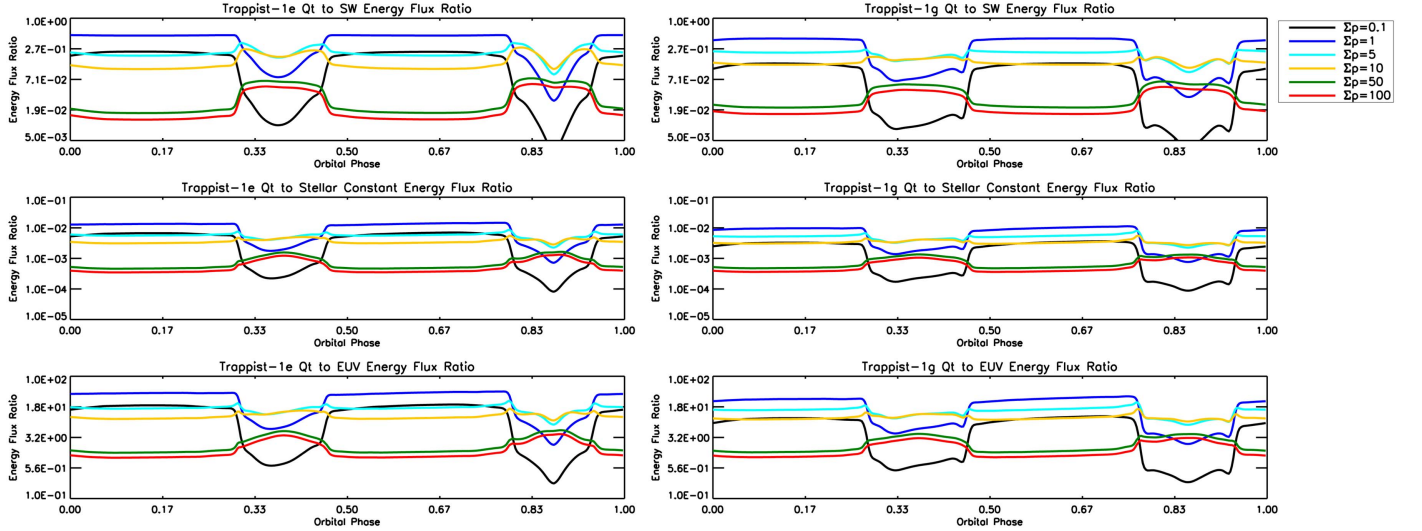 Trappist-1e Qt to SW Energy Flux Ratio
Energy Flux Ratio
1.0E+00
2.7E-01
7.1E-02
1.9E-02
5.0E-03
0.00 0.17 0.33 0.50 0.67 0.83 1.00
Orbital Phase
Trappist-1g Qt to SW Energy Flux Ratio
Energy Flux Ratio
1.0E+00
2.7E-01
7.1E-02
1.9E-02
5.0E-03
0.00 0.17 0.33 0.50 0.67 0.83 1.00
Orbital Phase
Σp=0.1
Σp=1
Σp=5
Σp=10
Σp=50
Σp=100
Trappist-1e Qt to Stellar Constant Energy Flux Ratio
Energy Flux Ratio
1.0E-01
1.0E-02
1.0E-03
1.0E-04
1.0E-05
0.00 0.17 0.33 0.50 0.67 0.83 1.00
Orbital Phase
Trappist-1g Qt to Stellar Constant Energy Flux Ratio
Energy Flux Ratio
1.0E-01
1.0E-02
1.0E-03
1.0E-04
1.0E-05
0.00 0.17 0.33 0.50 0.67 0.83 1.00
Orbital Phase
Trappist-1e Qt to EUV Energy Flux Ratio
Energy Flux Ratio
1.0E+02
1.8E+01
3.2E+00
5.6E-01
1.0E-01
0.00 0.17 0.33 0.50 0.67 0.83 1.00
Orbital Phase
Trappist-1g Qt to EUV Energy Flux Ratio
Energy Flux Ratio
1.0E+02
1.8E+01
3.2E+00
5.6E-01
1.0E-01
0.00 0.17 0.33 0.50 0.67 0.83 1.00
Orbital Phase